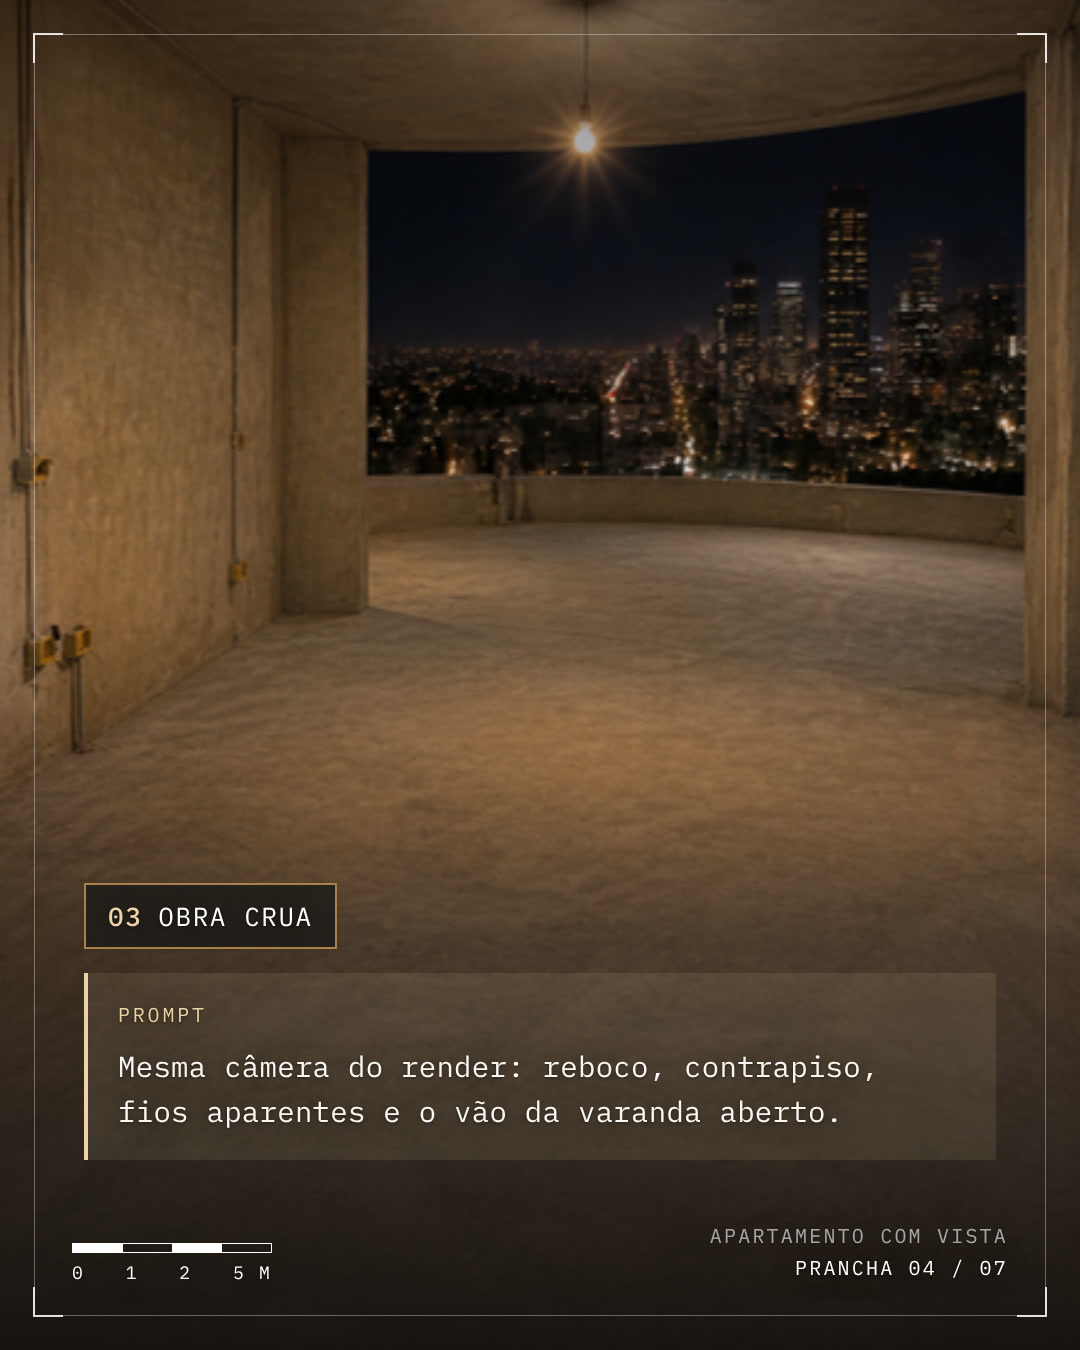 03 OBRA CRUA
PROMPT
Mesma câmera do render: reboco, contrapiso,
fios aparentes e o vão da varanda aberto.
0 1 2 5 M
APARTAMENTO COM VISTA
PRANCHA 04 / 07